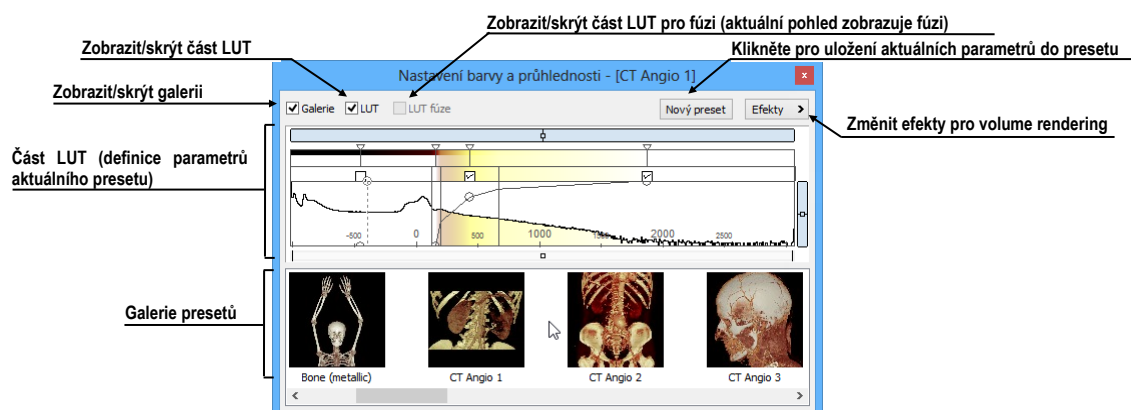 Zobrazit/skrýt část LUT pro fúzi (aktuální pohled zobrazuje fúzi)
Zobrazit/skrýt část LUT
Klikněte pro uložení aktuálních parametrů do presetu
Nastavení barvy a průhlednosti - [CT Angio 1]
x
Zobrazit/skrýt galerii
Galerie
LUT
LUT fúze
Nový preset
Efekty >
Změnit efekty pro volume rendering
Část LUT (definice parametrů
aktuálního presetu)
-500
0
500
1000
1500
2000
2500
Galerie presetů
Bone (metallic)
CT Angio 1
CT Angio 2
CT Angio 3